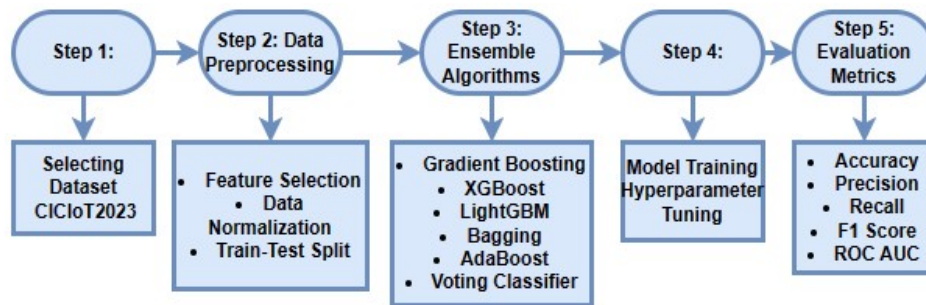 Step 1:
Step 2: Data
Preprocessing
Step 3:
Ensemble
Algorithms
Step 4:
Step 5:
Evaluation
Metrics
Selecting
Dataset
CICIoT2023
• Feature Selection
• Data
Normalization
• Train-Test Split
• Gradient Boosting
• XGBoost
• LightGBM
• Bagging
• AdaBoost
• Voting Classifier
Model Training
Hyperparameter
Tuning
• Accuracy
• Precision
• Recall
• F1 Score
• ROC AUC